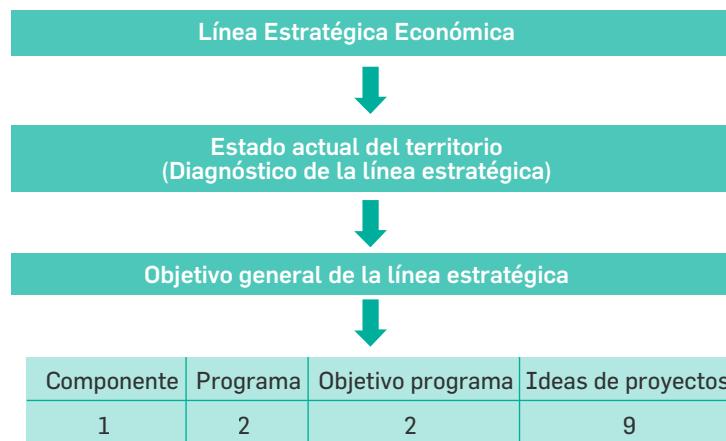 Línea Estratégica Económica
Estado actual del territorio
(Diagnóstico de la línea estratégica)
Objetivo general de la línea estratégica
Componente Programa Objetivo programa Ideas de proyectos
1 2 2 9